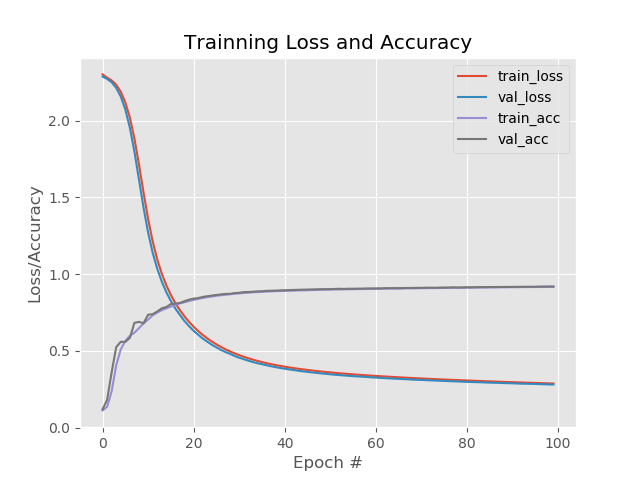 Trainning Loss and Accuracy
train_loss
val_loss
train_acc
val_acc
Loss/Accuracy
2.0
1.5
1.0
0.5
0.0
0 20 40 60 80 100
Epoch #